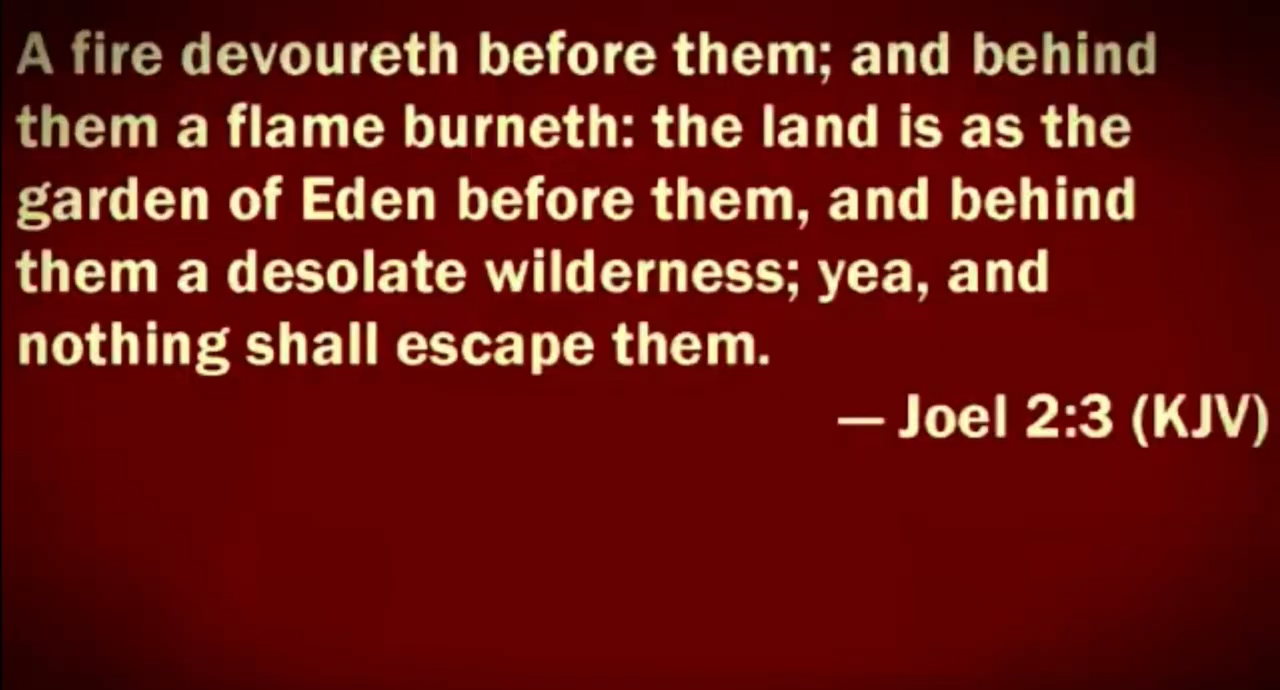 A fire devoureth before them; and behind
them a flame burneth: the land is as the
garden of Eden before them, and behind
them a desolate wilderness; yea, and
nothing shall escape them.
— Joel 2:3 (KJV)